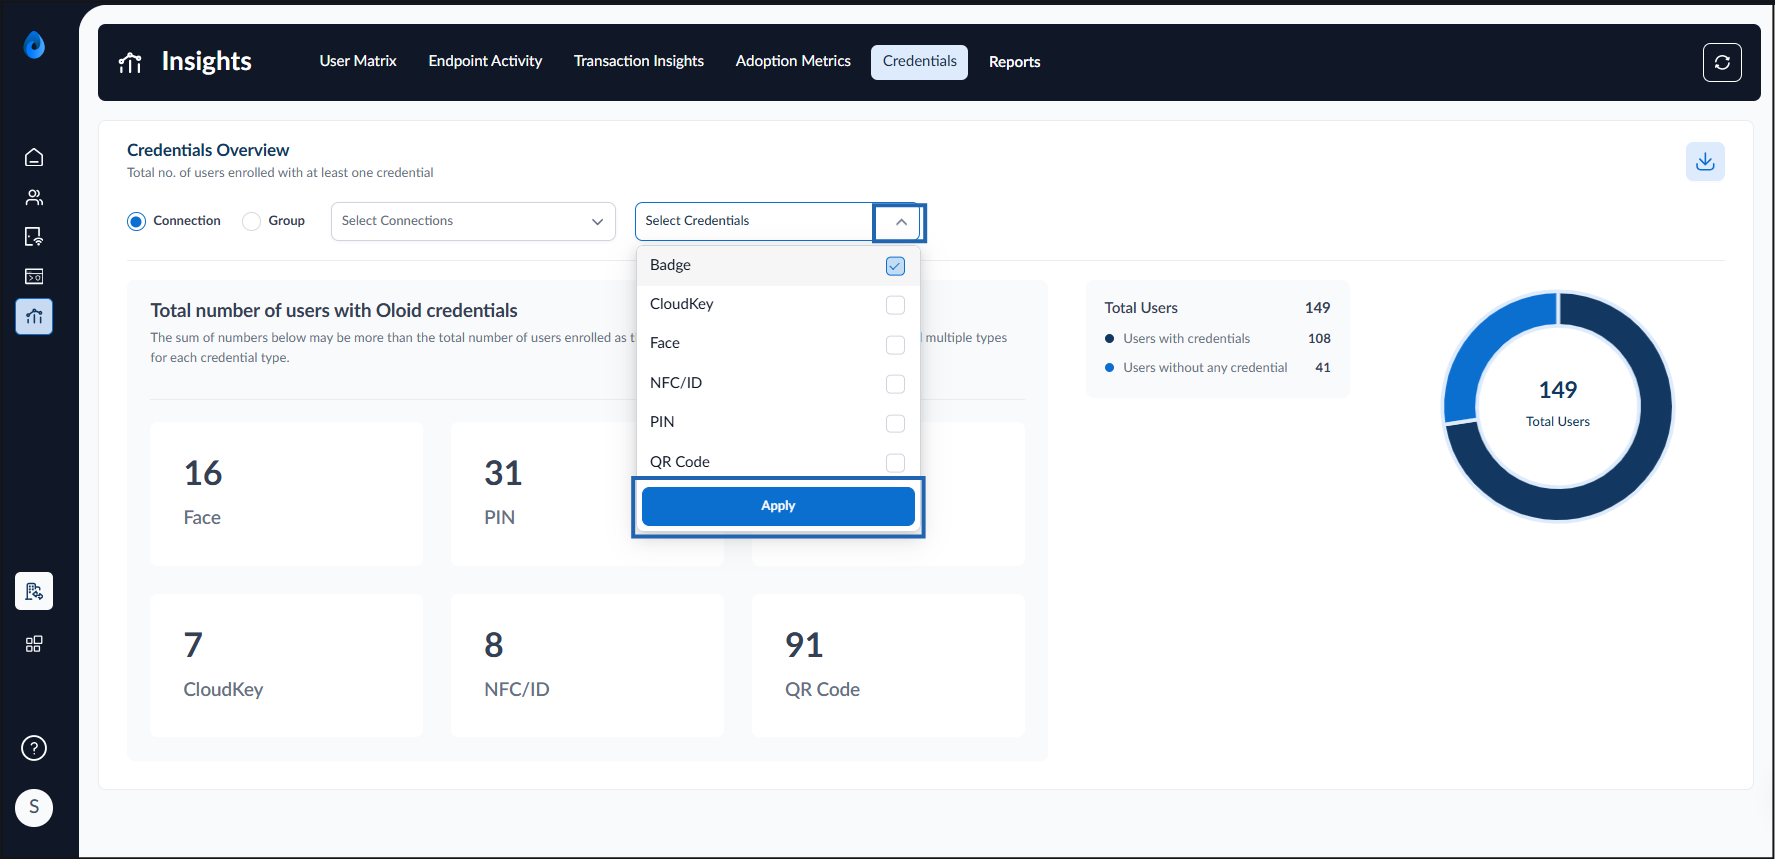 Insights
User Matrix
Endpoint Activity
Transaction Insights
Adoption Metrics
Credentials
Reports
Credentials Overview
Total no. of users enrolled with at least one credential
Connection
Group
Select Connections
Select Credentials
Badge
CloudKey
Face
NFC/ID
PIN
QR Code
Apply
Total number of users with Oloid credentials
The sum of numbers below may be more than the total number of users enrolled as multiple types
for each credential type.
16
Face
31
PIN
7
CloudKey
8
NFC/ID
91
QR Code
Total Users 149
Users with credentials 108
Users without any credential 41
149
Total Users
?
S